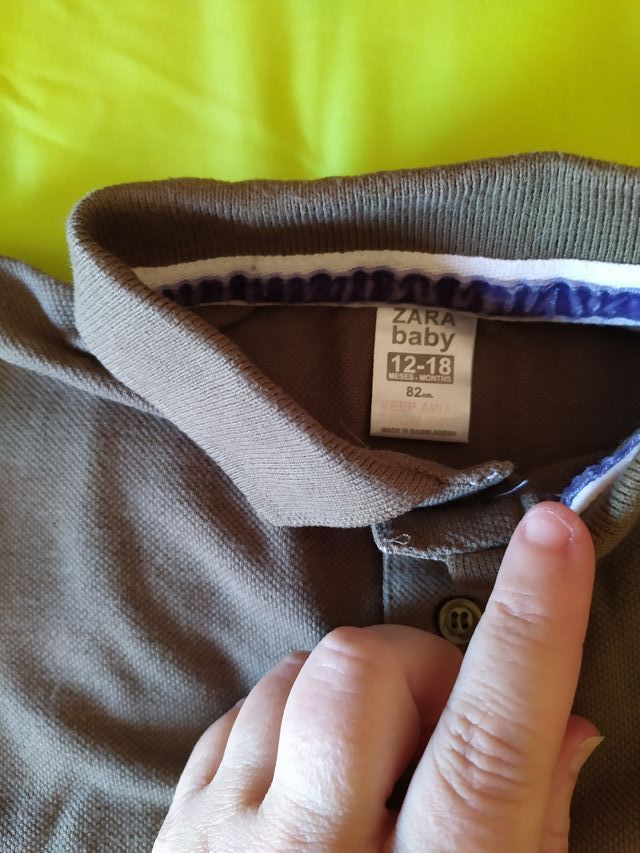 ZARA
baby
12-18
MESES - MONTHS
82cm.
KEEP AWAY
MADE IN BANGLADESH